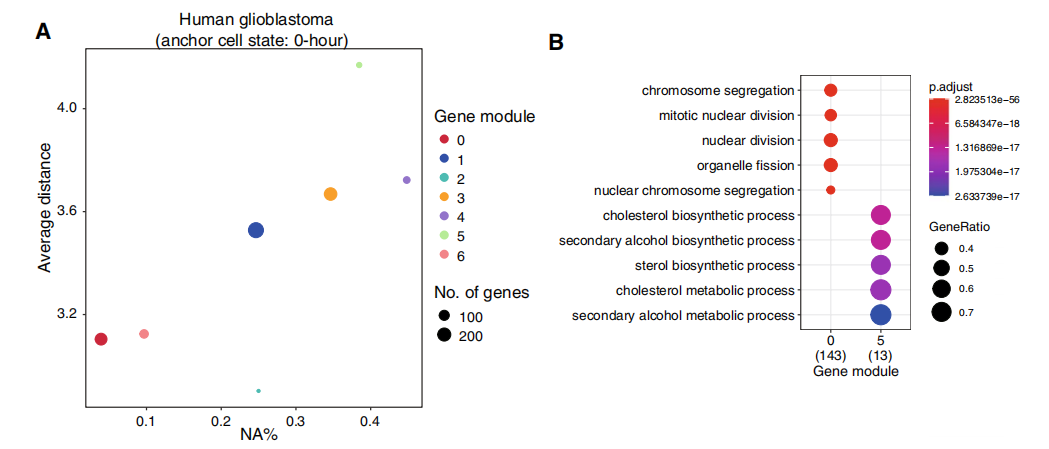 A
Human glioblastoma
(anchor cell state: 0-hour)
Average distance
4.0
3.6
3.2
0.1
0.2
0.3
0.4
NA%
Gene module
0
1
2
3
4
5
6
No. of genes
100
200
B
chromosome segregation
mitotic nuclear division
nuclear division
organelle fission
nuclear chromosome segregation
cholesterol biosynthetic process
secondary alcohol biosynthetic process
sterol biosynthetic process
cholesterol metabolic process
secondary alcohol metabolic process
0
(143)
5
(13)
Gene module
p.adjust
2.823513e−56
6.584347e−18
1.316869e−17
1.975304e−17
2.633739e−17
GeneRatio
0.4
0.5
0.6
0.7